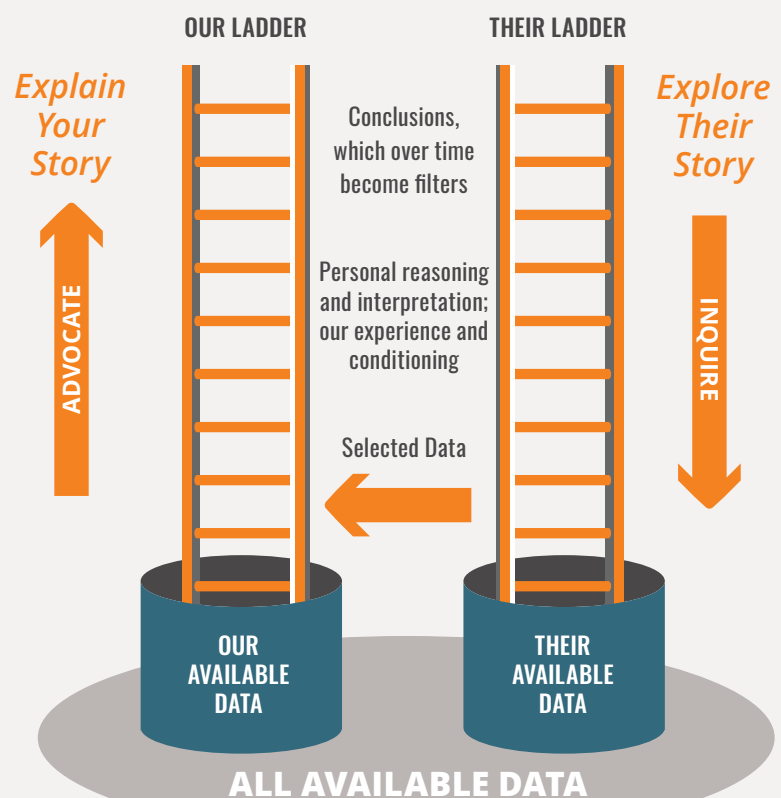 OUR LADDER
THEIR LADDER
Explain
Your
Story
ADVOCATE
Conclusions,
which over time
become filters
Personal reasoning
and interpretation;
our experience and
conditioning
Selected Data
Explore
Their
Story
INQUIRE
OUR
AVAILABLE
DATA
THEIR
AVAILABLE
DATA
ALL AVAILABLE DATA